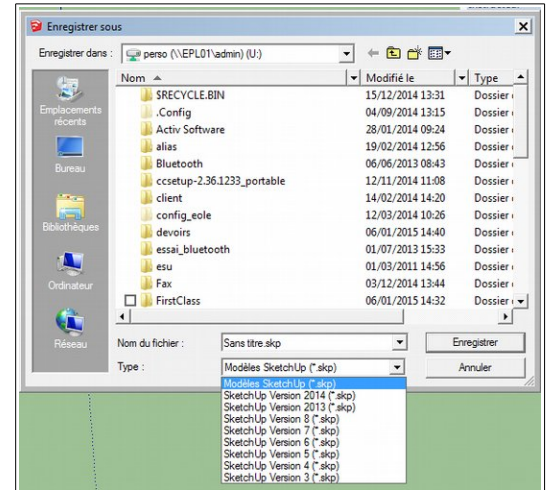 Enregistrer sous
Enregistrer dans : perso (\\EPL01\admin) (U:)
Nom Modifié le Type
$RECYCLE.BIN 15/12/2014 13:31 Dossier
.Config 04/09/2014 13:15 Dossier
Activ Software 28/01/2014 09:24 Dossier
alias 19/02/2014 12:56 Dossier
Bluetooth 06/06/2013 08:43 Dossier
ccsetup-2.36.1233_portable 12/11/2014 11:08 Dossier
client 14/02/2014 14:20 Dossier
config_eole 12/03/2014 10:26 Dossier
devoirs 06/01/2015 14:40 Dossier
essai_bluetooth 01/07/2013 15:33 Dossier
esu 01/03/2011 14:56 Dossier
Fax 03/12/2014 13:44 Dossier
FirstClass 06/01/2015 14:32 Dossier
Emplacements
récents
Bureau
Bibliothèques
Ordinateur
Réseau
Nom du fichier : Sans titre.skp Enregistrer
Type : Modèles SketchUp (*.skp) Annuler
Modèles SketchUp (*.skp)
SketchUp Version 2014 (*.skp)
SketchUp Version 2013 (*.skp)
SketchUp Version 8 (*.skp)
SketchUp Version 7 (*.skp)
SketchUp Version 6 (*.skp)
SketchUp Version 5 (*.skp)
SketchUp Version 4 (*.skp)
SketchUp Version 3 (*.skp)